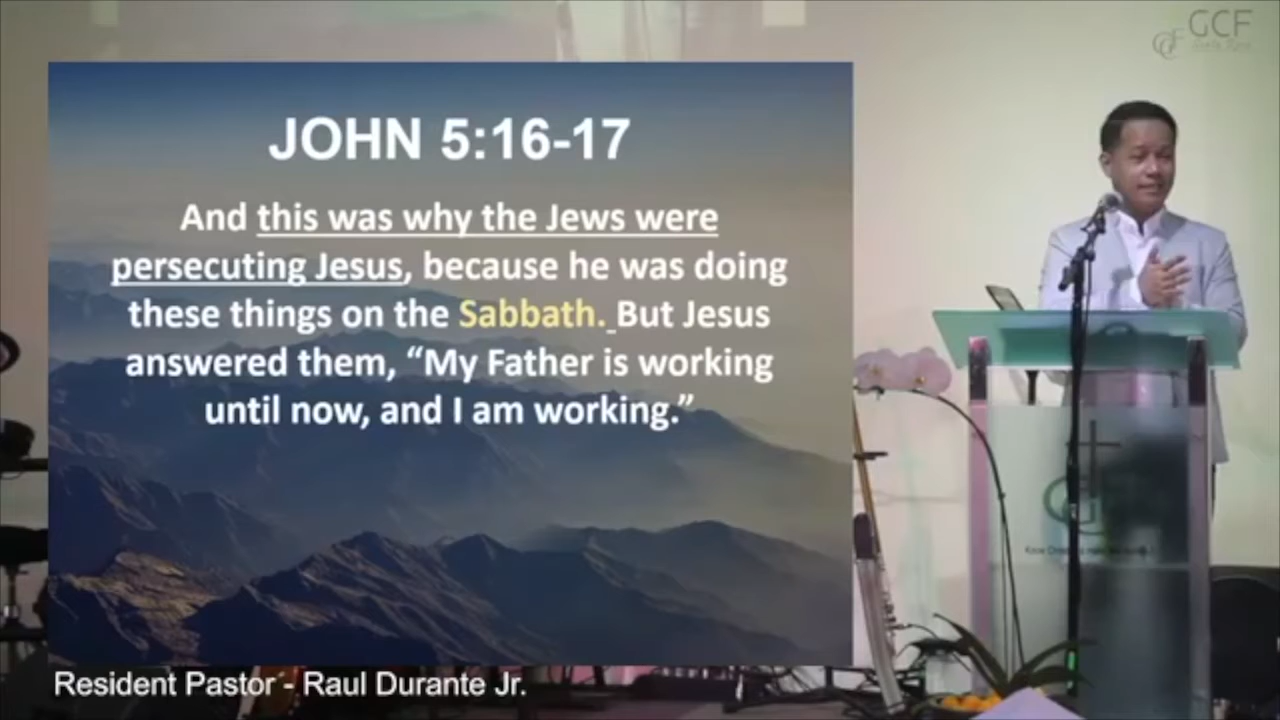 GCF
JOHN 5:16-17
And this was why the Jews were
persecuting Jesus, because he was doing
these things on the Sabbath. But Jesus
answered them, “My Father is working
until now, and I am working.”
Resident Pastor - Raul Durante Jr.